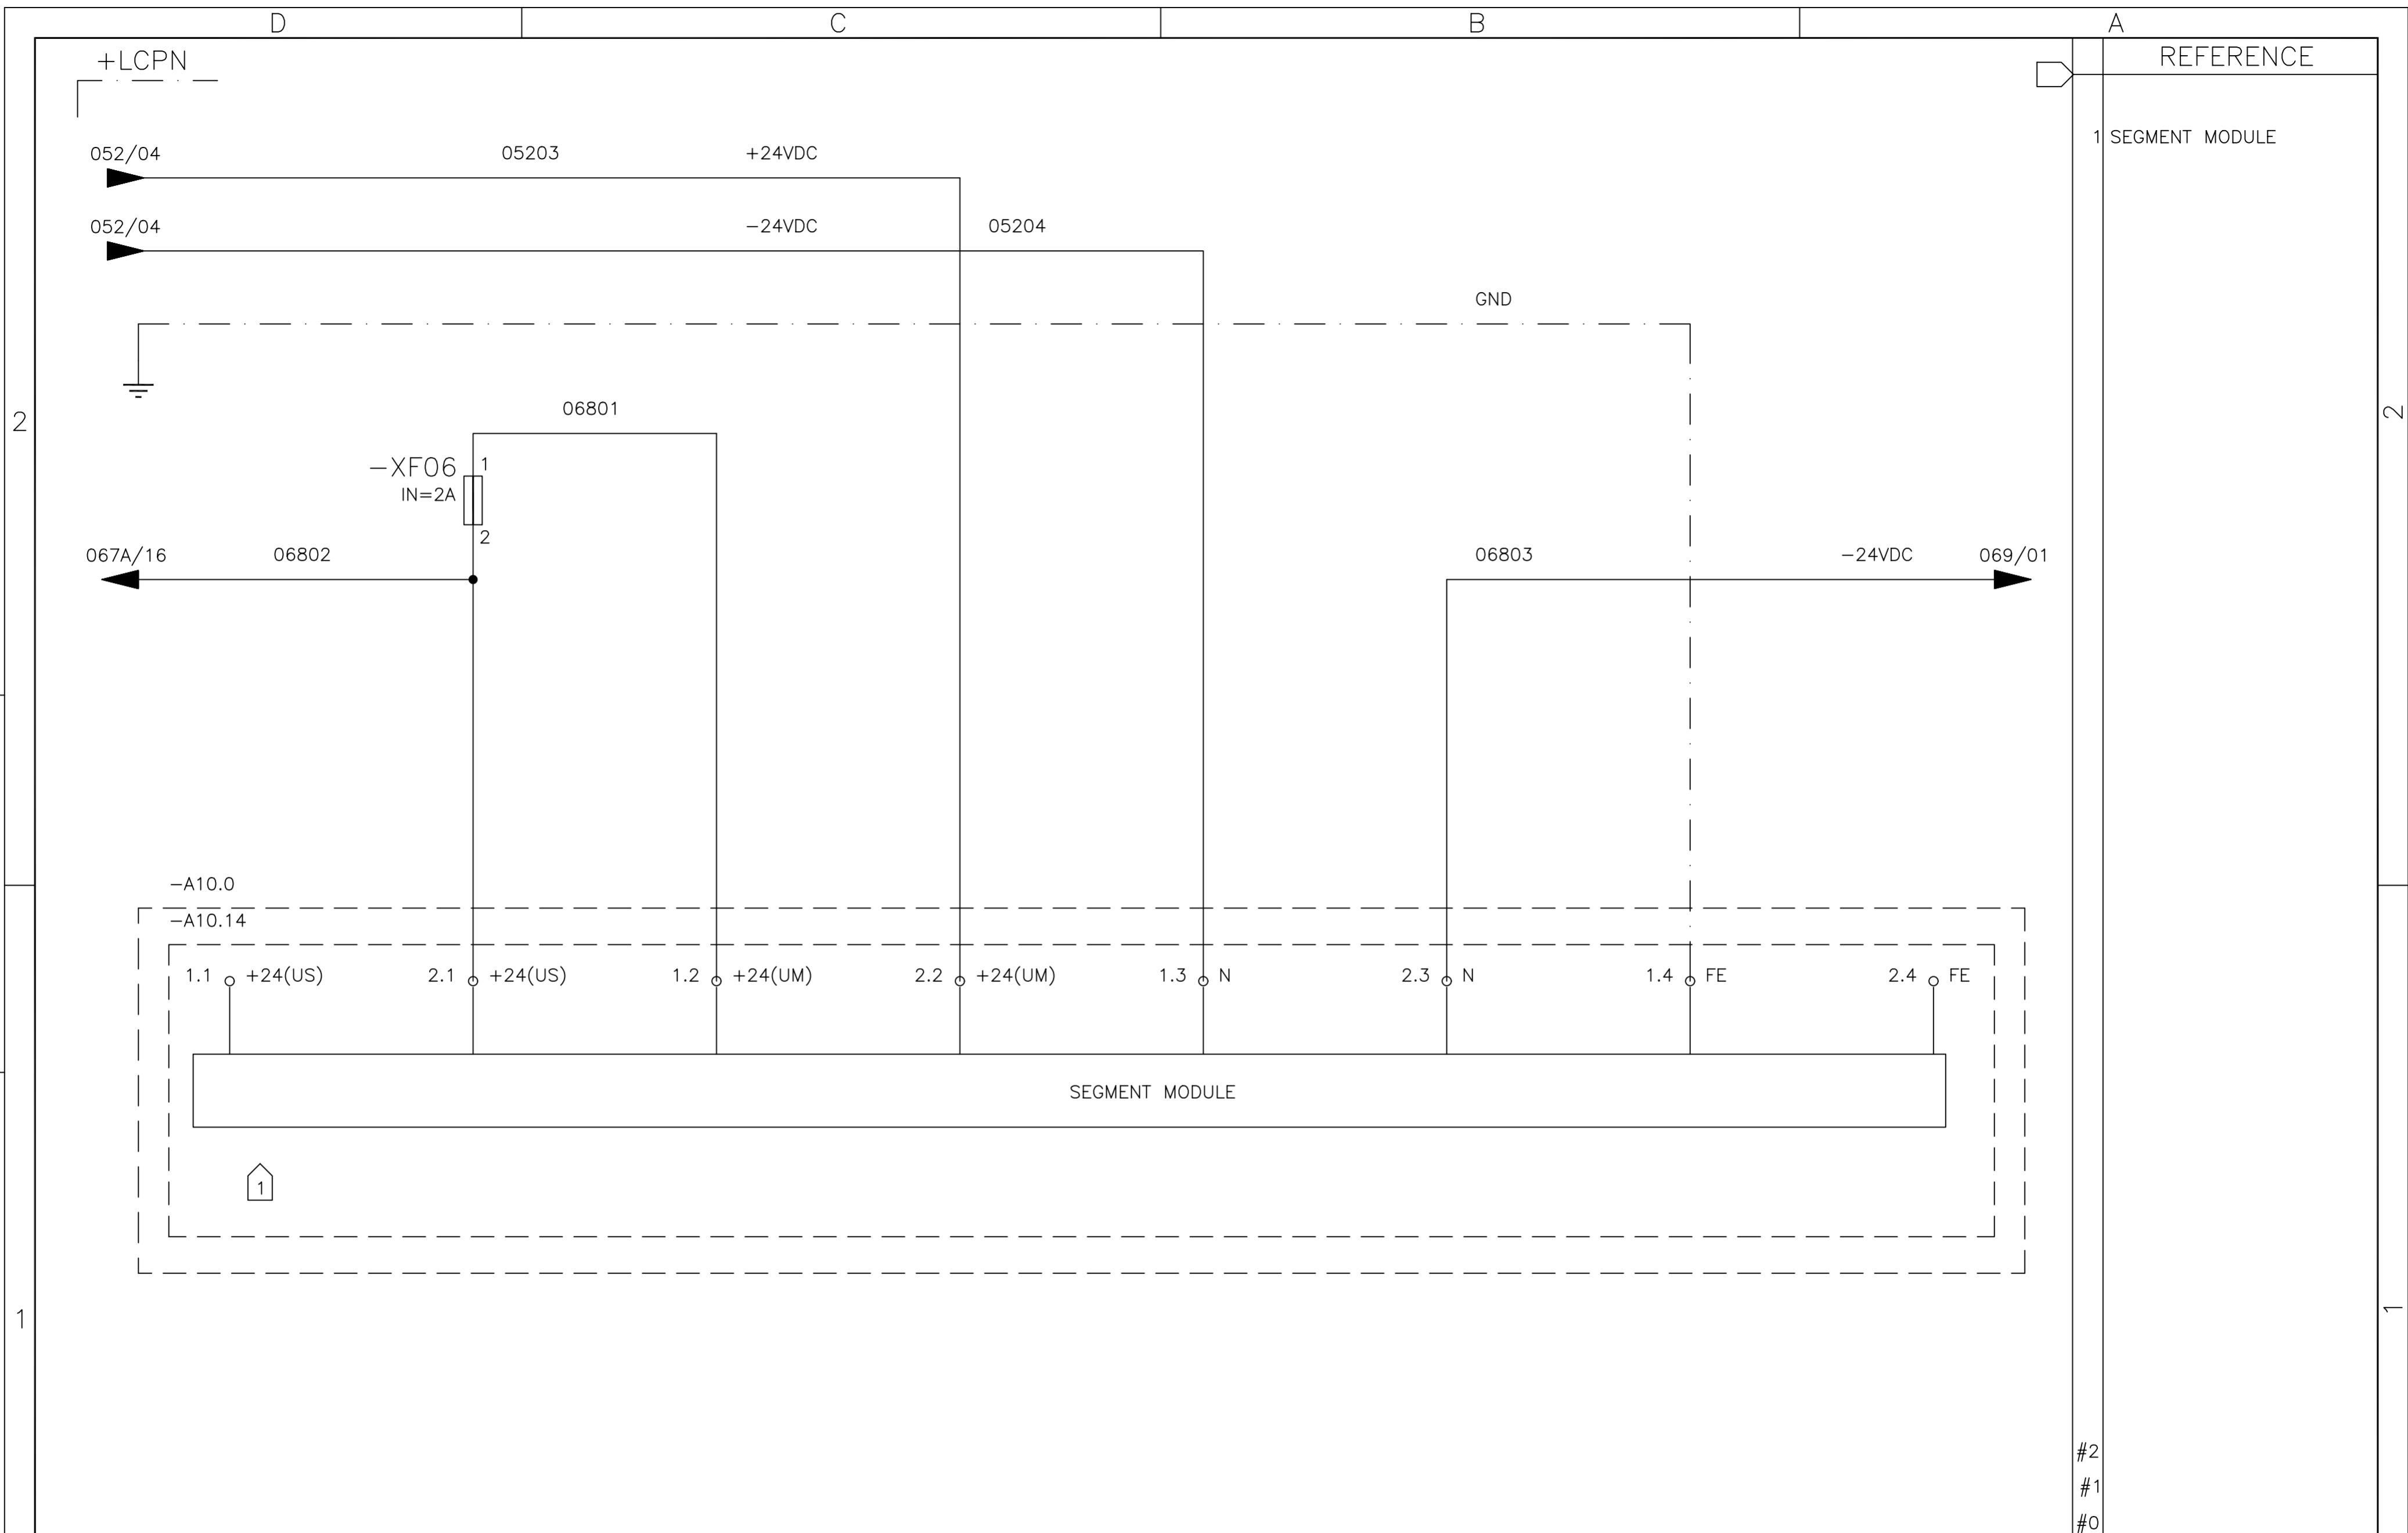 D C B A
+LCPN
REFERENCE
1 SEGMENT MODULE
052/04 05203 +24VDC
052/04 -24VDC 05204
GND
2 2
06801
-XF06 1
IN=2A
2
067A/16 06802 06803 -24VDC 069/01
-A10.0
-A10.14
1.1 +24(US) 2.1 +24(US) 1.2 +24(UM) 2.2 +24(UM) 1.3 N 2.3 N 1.4 FE 2.4 FE
SEGMENT MODULE
1
1 1
#2
#1
#0